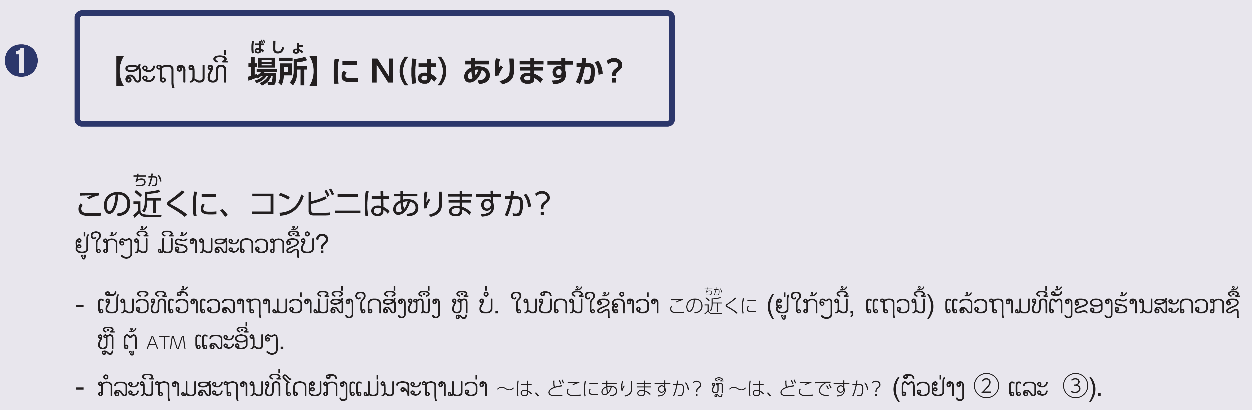 ❶
ばしょ
【ສະຖານທີ່ 場所】に N(は) ありますか?
ちか
この近くに、コンビニはありますか?
ຢູ່ໃກ້ໆນີ້ ມີຮ້ານສະດວກຊື້ບໍ?
ちか
- ເປັນວິທີເວົ້າເວລາຖາມວ່າມີສິ່ງໃດສິ່ງໜຶ່ງ ຫຼື ບໍ່. ໃນບົດນີ້ໃຊ້ຄຳວ່າ この近くに (ຢູ່ໃກ້ໆນີ້, ແຖວນີ້) ແລ້ວຖາມທີ່ຕັ້ງຂອງຮ້ານສະດວກຊື້
ຫຼື ຕູ້ ATM ແລະອື່ນໆ.
- ກໍລະນີຖາມສະຖານທີ່ໂດຍກົງແມ່ນຈະຖາມວ່າ ～は、どこにありますか? ຫຼື ～は、どこですか? (ຕົວຢ່າງ ② ແລະ ③).